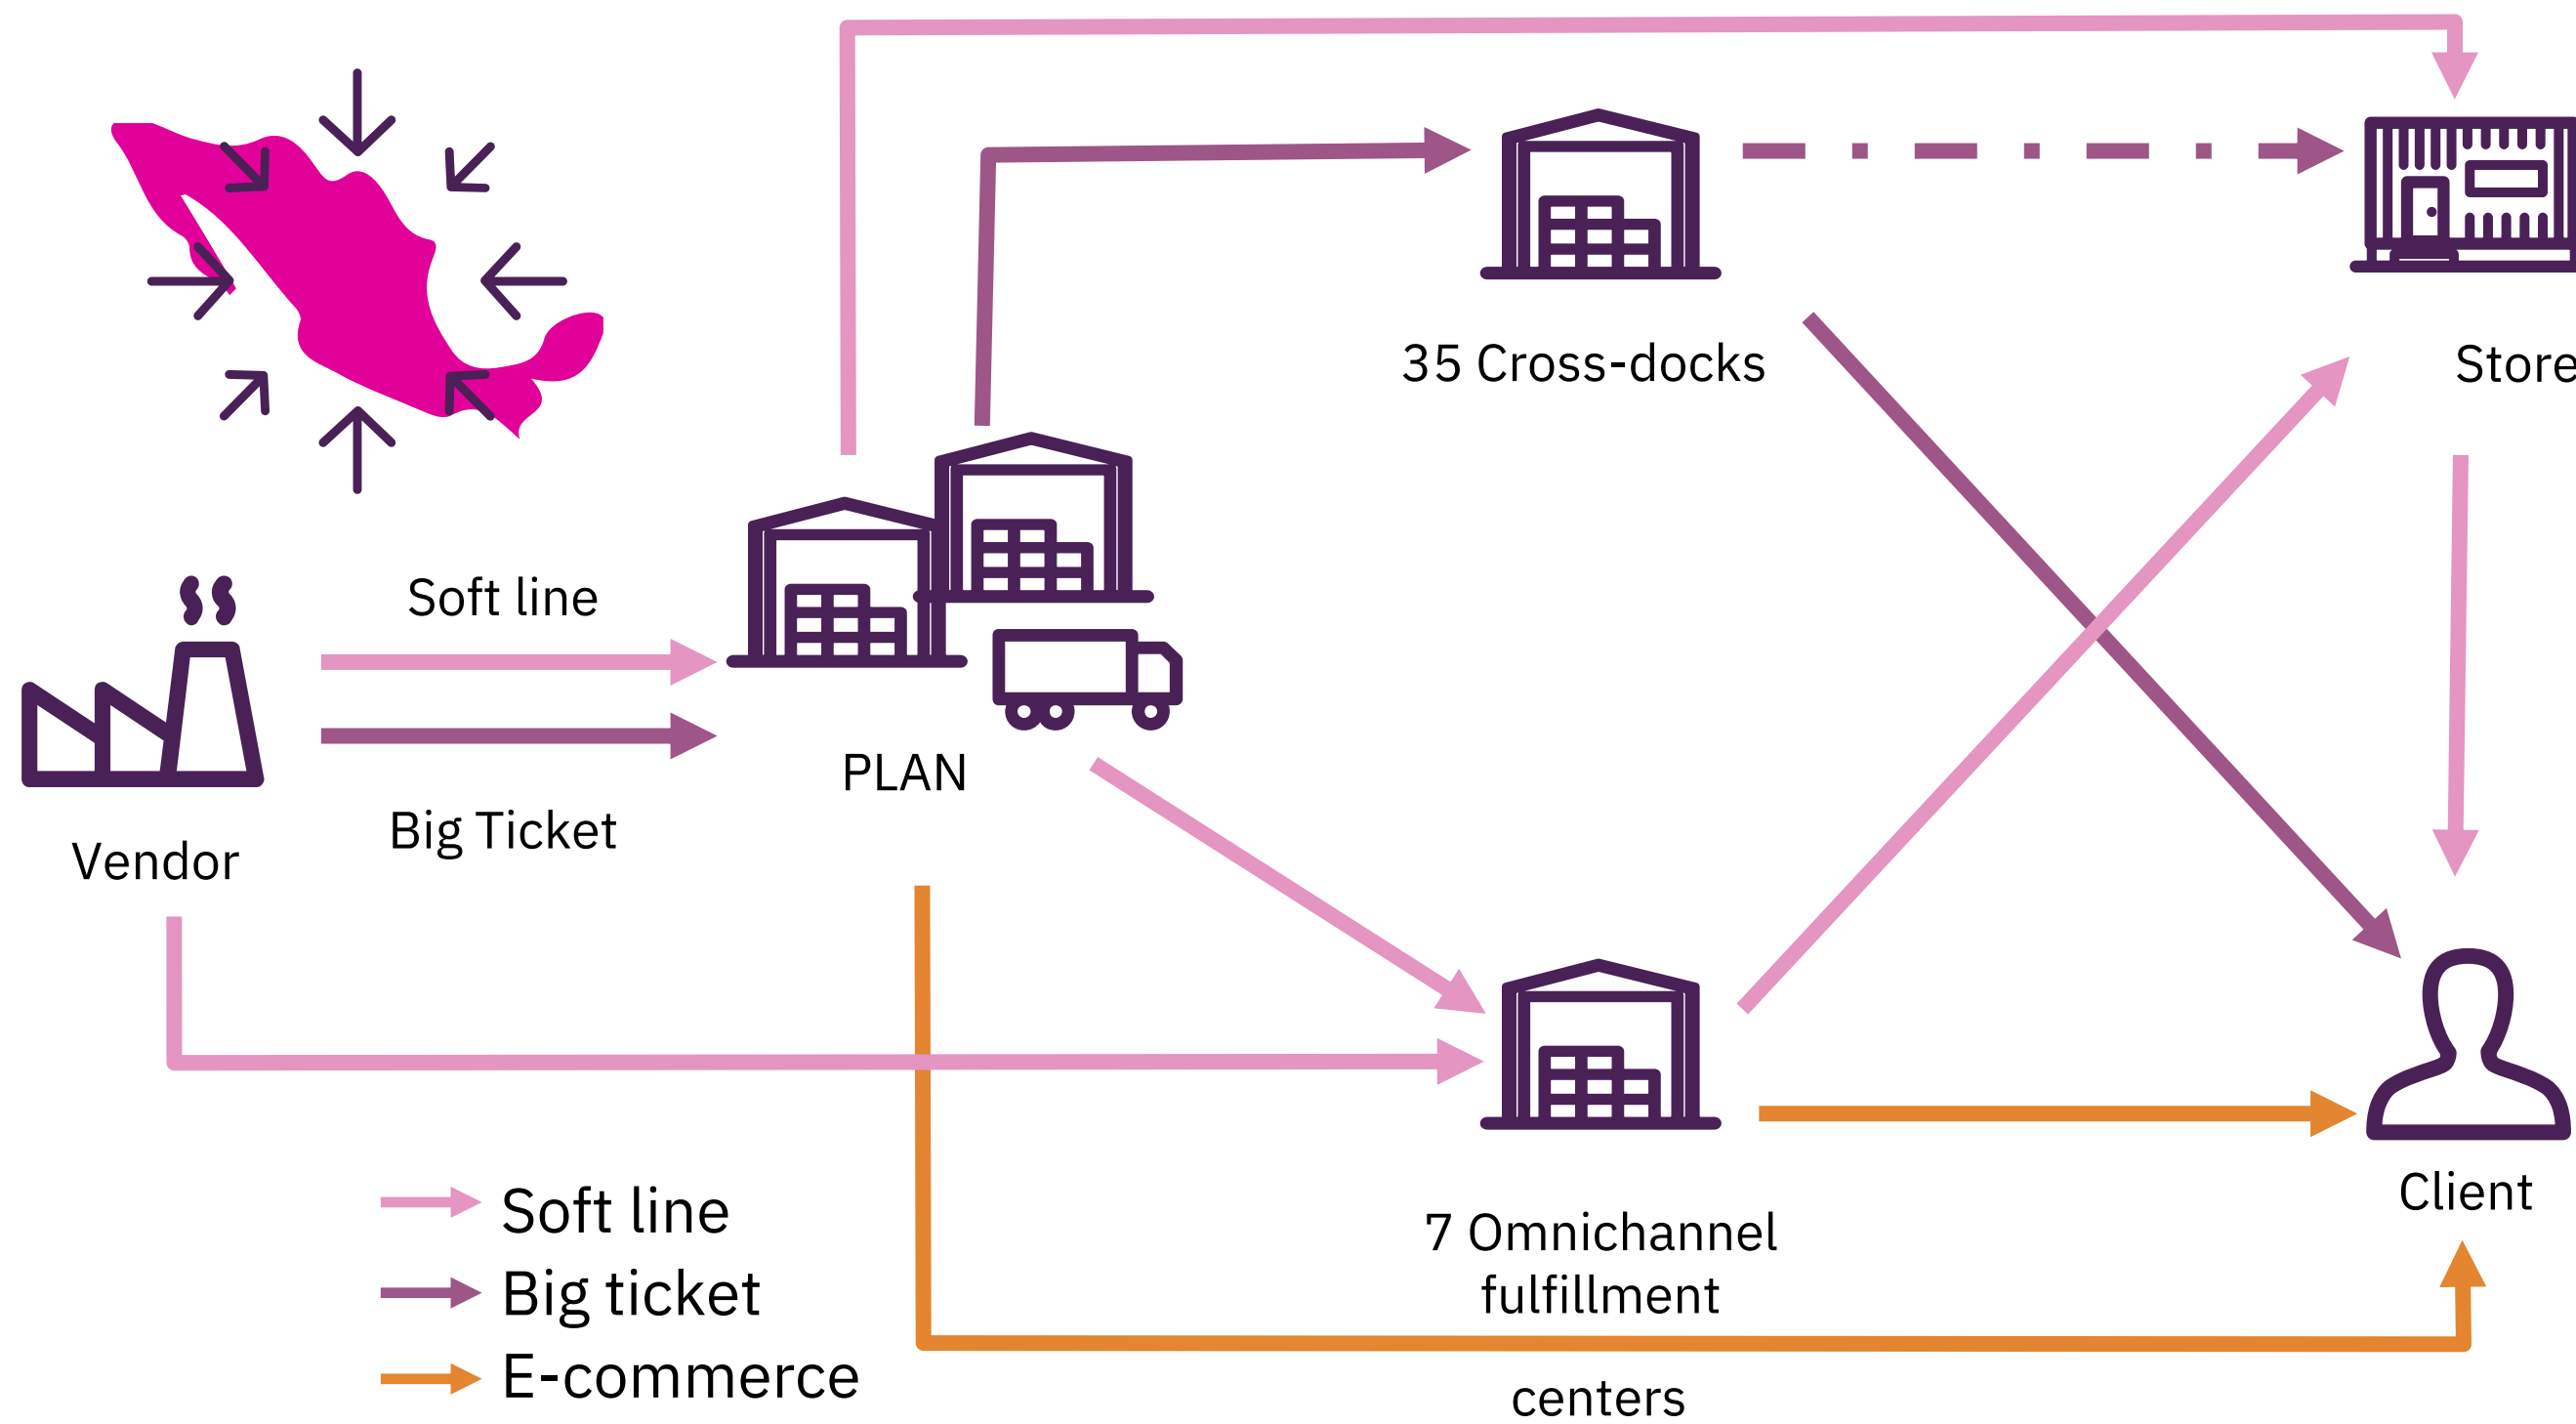 35 Cross-docks
Store
Soft line
PLAN
Big Ticket
Vendor
Client
7 Omnichannel
fulfillment
centers
Soft line
Big ticket
E-commerce